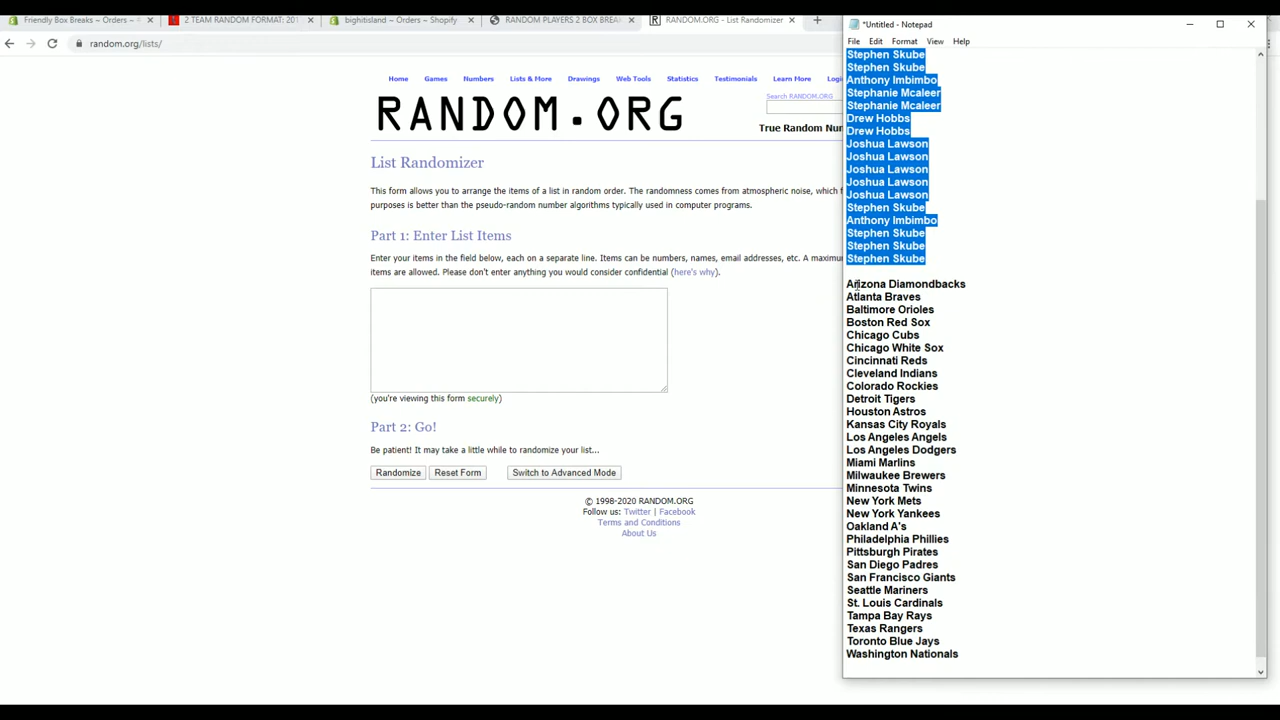 Friendly Box Breaks ~ Orders ~
2 TEAM RANDOM FORMAT: 201
bighitisland ~ Orders ~ Shopify
RANDOM PLAYERS 2 BOX BREAK
RANDOM.ORG - List Randomizer
random.org/lists/
Home Games Numbers Lists & More Drawings Web Tools Statistics Testimonials Learn More Logi
Search RANDOM.ORG
RANDOM.ORG
True Random Nu
List Randomizer
This form allows you to arrange the items of a list in random order. The randomness comes from atmospheric noise, which f
purposes is better than the pseudo-random number algorithms typically used in computer programs.
Part 1: Enter List Items
Enter your items in the field below, each on a separate line. Items can be numbers, names, email addresses, etc. A maximu
items are allowed. Please don't enter anything you would consider confidential (here's why).
(you're viewing this form securely)
Part 2: Go!
Be patient! It may take a little while to randomize your list...
Randomize Reset Form Switch to Advanced Mode
© 1998-2020 RANDOM.ORG
Follow us: Twitter | Facebook
Terms and Conditions
About Us
*Untitled - Notepad
File Edit Format View Help
Stephen Skube
Stephen Skube
Anthony Imbimbo
Stephanie Mcaleer
Stephanie Mcaleer
Drew Hobbs
Drew Hobbs
Joshua Lawson
Joshua Lawson
Joshua Lawson
Joshua Lawson
Joshua Lawson
Stephen Skube
Anthony Imbimbo
Stephen Skube
Stephen Skube
Stephen Skube
Arizona Diamondbacks
Atlanta Braves
Baltimore Orioles
Boston Red Sox
Chicago Cubs
Chicago White Sox
Cincinnati Reds
Cleveland Indians
Colorado Rockies
Detroit Tigers
Houston Astros
Kansas City Royals
Los Angeles Angels
Los Angeles Dodgers
Miami Marlins
Milwaukee Brewers
Minnesota Twins
New York Mets
New York Yankees
Oakland A's
Philadelphia Phillies
Pittsburgh Pirates
San Diego Padres
San Francisco Giants
Seattle Mariners
St. Louis Cardinals
Tampa Bay Rays
Texas Rangers
Toronto Blue Jays
Washington Nationals